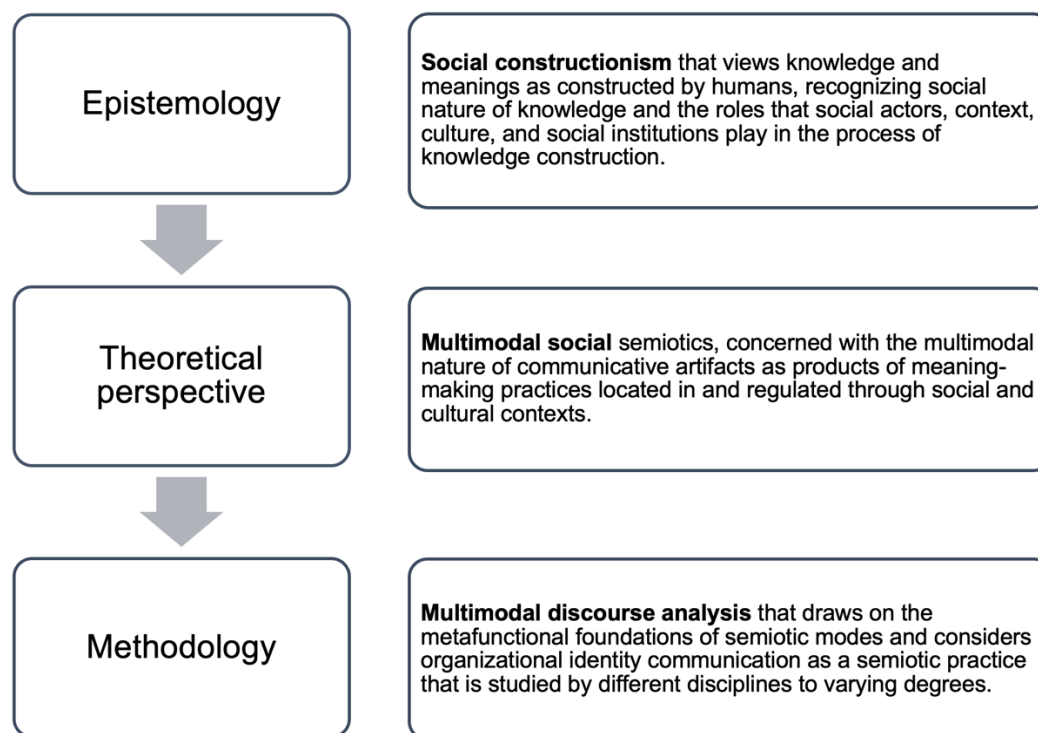 Epistemology
Social constructionism that views knowledge and
meanings as constructed by humans, recognizing social
nature of knowledge and the roles that social actors, context,
culture, and social institutions play in the process of
knowledge construction.
Theoretical
perspective
Multimodal social semiotics, concerned with the multimodal
nature of communicative artifacts as products of meaning-
making practices located in and regulated through social and
cultural contexts.
Methodology
Multimodal discourse analysis that draws on the
metafunctional foundations of semiotic modes and considers
organizational identity communication as a semiotic practice
that is studied by different disciplines to varying degrees.